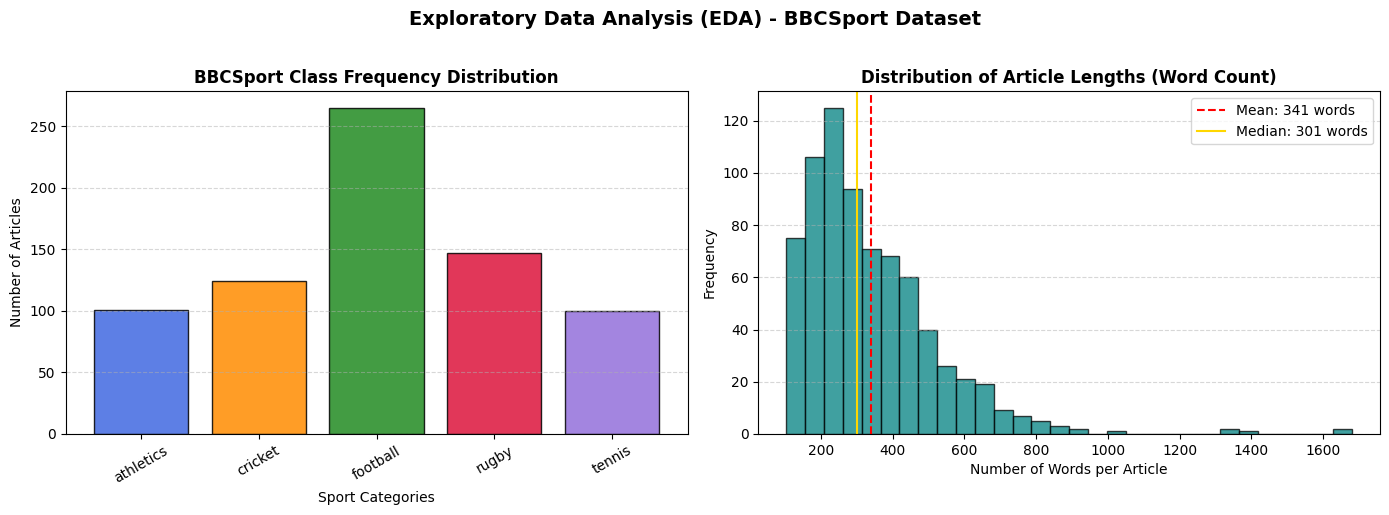 Exploratory Data Analysis (EDA) - BBCSport Dataset
BBCSport Class Frequency Distribution
Number of Articles
250
200
150
100
50
0
athletics
cricket
football
rugby
tennis
Sport Categories
Distribution of Article Lengths (Word Count)
Mean: 341 words
Median: 301 words
Frequency
120
100
80
60
40
20
0
200
400
600
800
1000
1200
1400
1600
Number of Words per Article